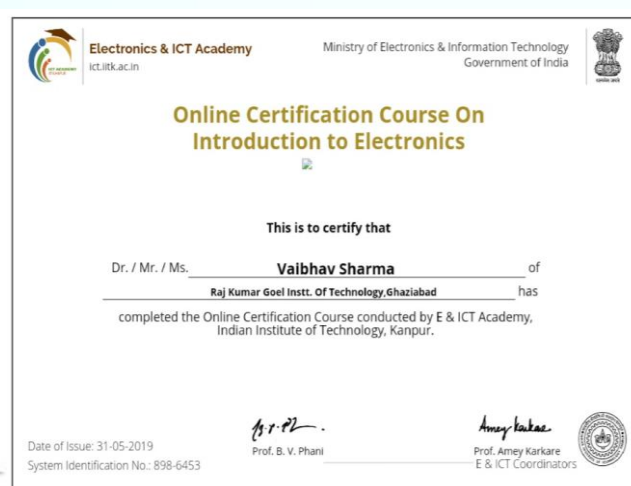 Electronics & ICT Academy
ict.iitk.ac.in
Ministry of Electronics & Information Technology
Government of India
Online Certification Course On
Introduction to Electronics
This is to certify that
Dr. / Mr. / Ms. Vaibhav Sharma of
Raj Kumar Goel Instt. Of Technology,Ghaziabad has
completed the Online Certification Course conducted by E & ICT Academy,
Indian Institute of Technology, Kanpur.
Date of Issue: 31-05-2019
System Identification No.: 898-6453
Prof. B. V. Phani
Amey Karkare
Prof. Amey Karkare
E & ICT Coordinators